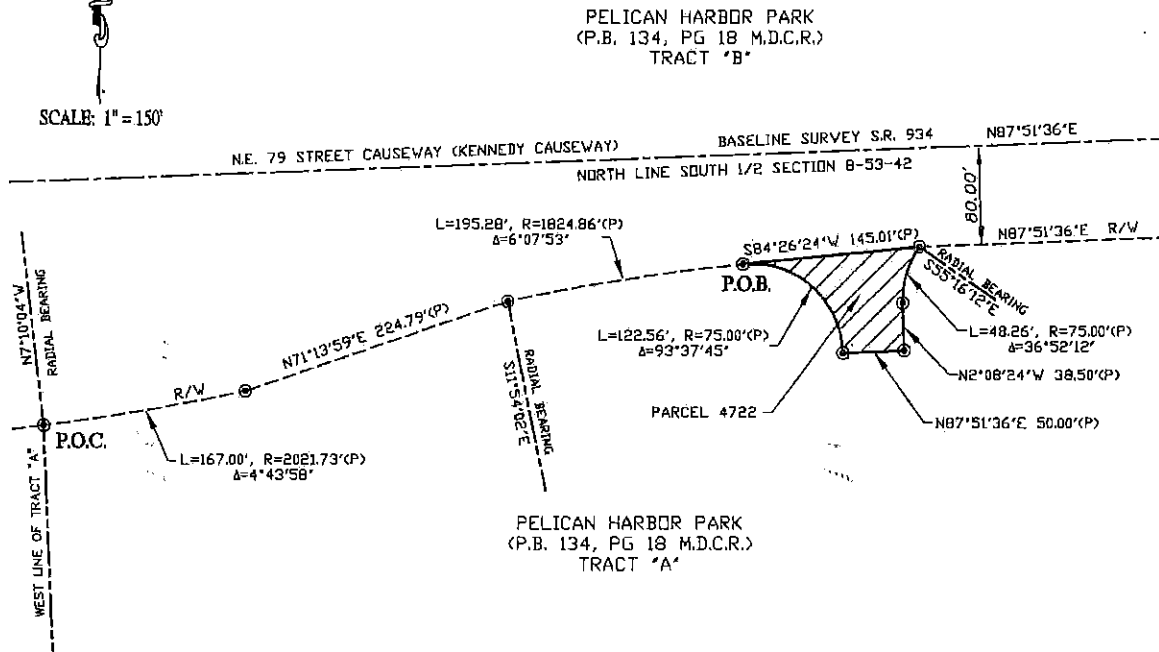 PELICAN HARBOR PARK
(P.B. 134, PG 18 M.D.C.R.)
TRACT "B"
SCALE: 1" = 150'
N.E. 79 STREET CAUSEWAY (KENNEDY CAUSEWAY)
BASELINE SURVEY S.R. 934
N87°51'36"E
NORTH LINE SOUTH 1/2 SECTION 8-53-42
80.00'
L=195.28', R=1824.86'(P)
Δ=6°07'53"
S84°26'24"W 145.01'(P)
N87°51'36"E R/W
P.O.B.
RADIAL BEARING
S55°16'12"E
N7°10'04"W
RADIAL BEARING
N71°13'59"E 224.79'(P)
L=122.56', R=75.00'(P)
Δ=93°37'45"
L=48.26', R=75.00'(P)
Δ=36°52'12"
RADIAL BEARING
S11°54'02"E
N2°08'24"W 38.50'(P)
R/W
PARCEL 4722
N87°51'36"E 50.00'(P)
P.O.C.
L=167.00', R=2021.73'(P)
Δ=4°43'58"
WEST LINE OF TRACT "A"
PELICAN HARBOR PARK
(P.B. 134, PG 18 M.D.C.R.)
TRACT "A"